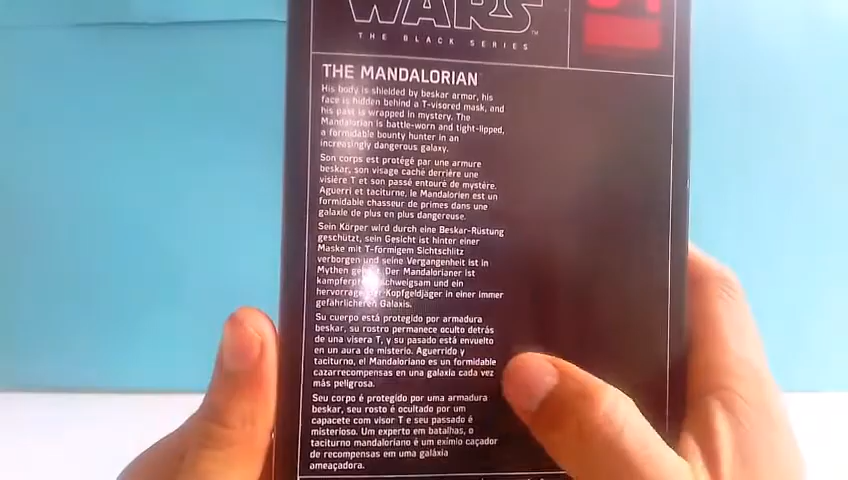 WARS
THE BLACK SERIES
THE MANDALORIAN
His body is shielded by beskar armor, his
face is hidden behind a T-visored mask, and
his past is wrapped in mystery. The
Mandalorian is battle-worn and tight-lipped,
a formidable bounty hunter in an
increasingly dangerous galaxy.
Son corps est protégé par une armure
beskar, son visage caché derrière une
visière T et son passé entouré de mystère.
Aguerri et taciturne, le Mandalorien est un
formidable chasseur de primes dans une
galaxie de plus en plus dangereuse.
Sein Körper wird durch eine Beskar-Rüstung
geschützt, sein Gesicht ist hinter einer
Maske mit T-förmigem Sichtschlitz
verborgen und seine Vergangenheit ist in
Mythen Der Mandalorianer ist
schweigsam und ein
Kopfgeldjäger in einer immer
gefährlicheren Galaxis.
Su cuerpo está protegido por armadura
beskar, su rostro permanece oculto detrás
de una visera T, y su pasado está envuelto
en un aura de misterio. Aguerrido y
taciturno, el Mandaloriano es un formidable
cazarrecompensas en una galaxia cada vez
más peligrosa.
Seu corpo é protegido por uma armadura
beskar, seu rosto é ocultado por um
capacete com visor T e seu passado é
misterioso. Um experto em batalhas, o
taciturno mandaloriano é um exímio caçador
de recompensas em uma galáxia
ameaçadora.